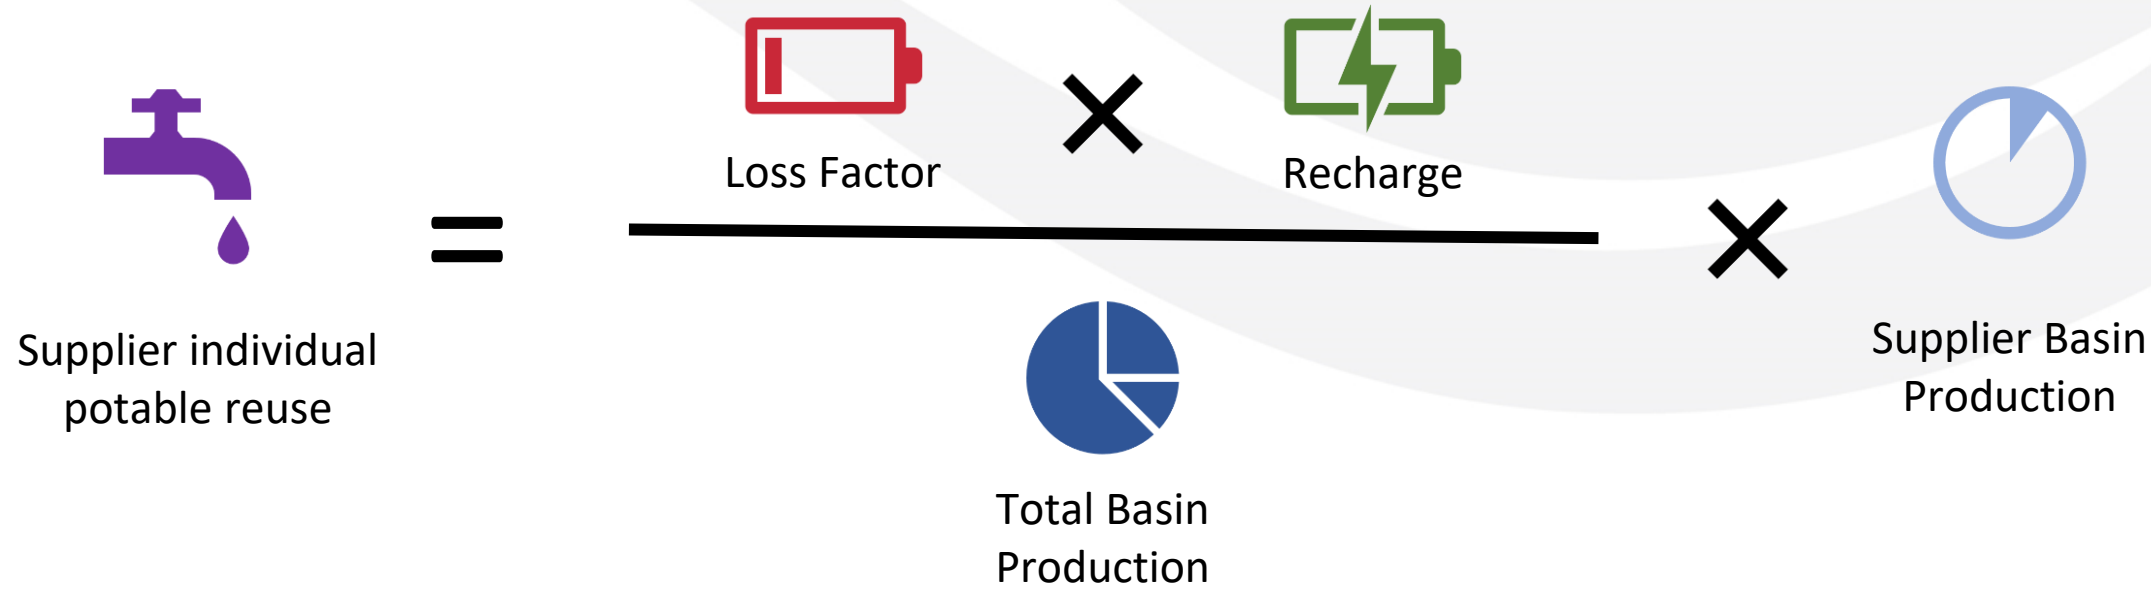 Supplier individual
potable reuse
=
Loss Factor
×
Recharge
Total Basin
Production
×
Supplier Basin
Production